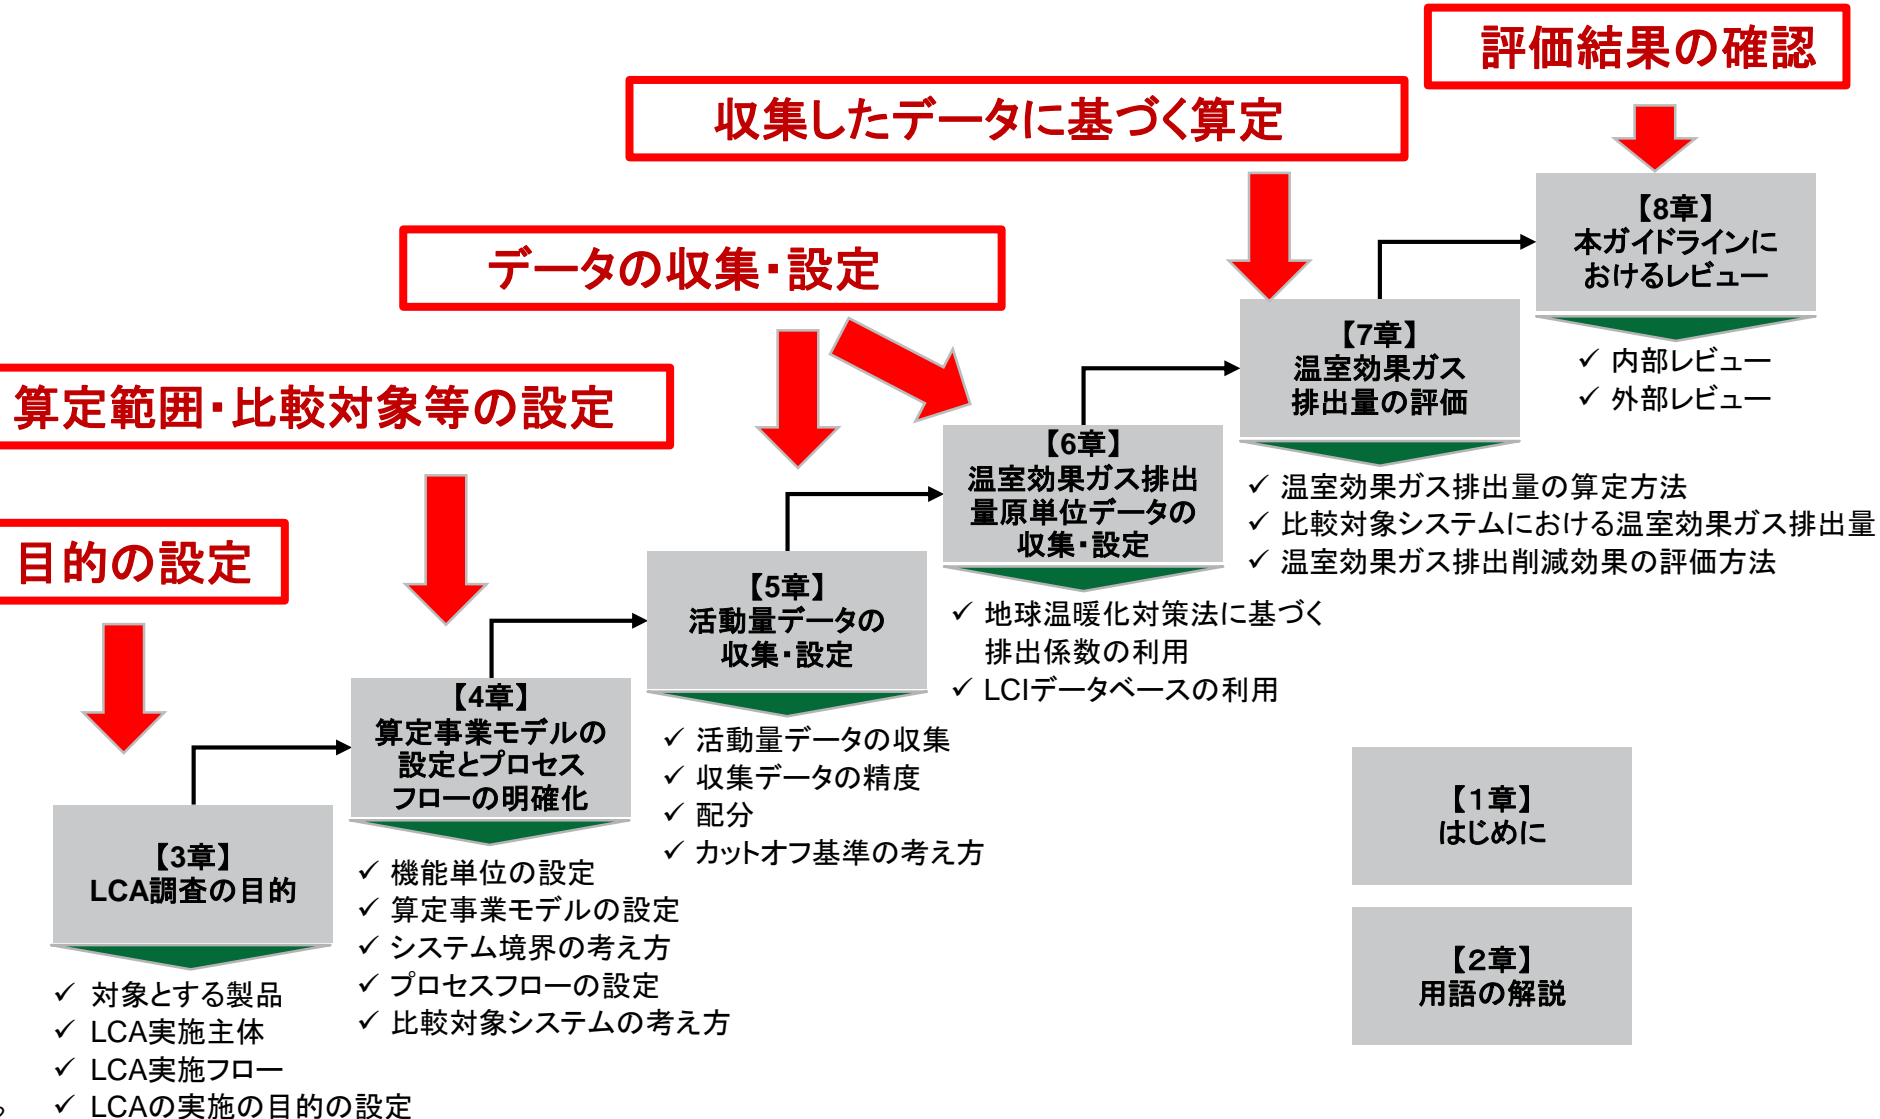 評価結果の確認
収集したデータに基づく算定
データの収集・設定
算定範囲・比較対象等の設定
目的の設定
【3章】
LCA調査の目的
✓ 対象とする製品
✓ LCA実施主体
✓ LCA実施フロー
✓ LCAの実施の目的の設定
【4章】
算定事業モデルの
設定とプロセス
フローの明確化
✓ 機能単位の設定
✓ 算定事業モデルの設定
✓ システム境界の考え方
✓ プロセスフローの設定
✓ 比較対象システムの考え方
【5章】
活動量データの
収集・設定
✓ 活動量データの収集
✓ 収集データの精度
✓ 配分
✓ カットオフ基準の考え方
【6章】
温室効果ガス排出
量原単位データの
収集・設定
✓ 地球温暖化対策法に基づく
排出係数の利用
✓ LCIデータベースの利用
【7章】
温室効果ガス
排出量の評価
✓ 温室効果ガス排出量の算定方法
✓ 比較対象システムにおける温室効果ガス排出量
✓ 温室効果ガス排出削減効果の評価方法
【8章】
本ガイドラインに
おけるレビュー
✓ 内部レビュー
✓ 外部レビュー
【1章】
はじめに
【2章】
用語の解説